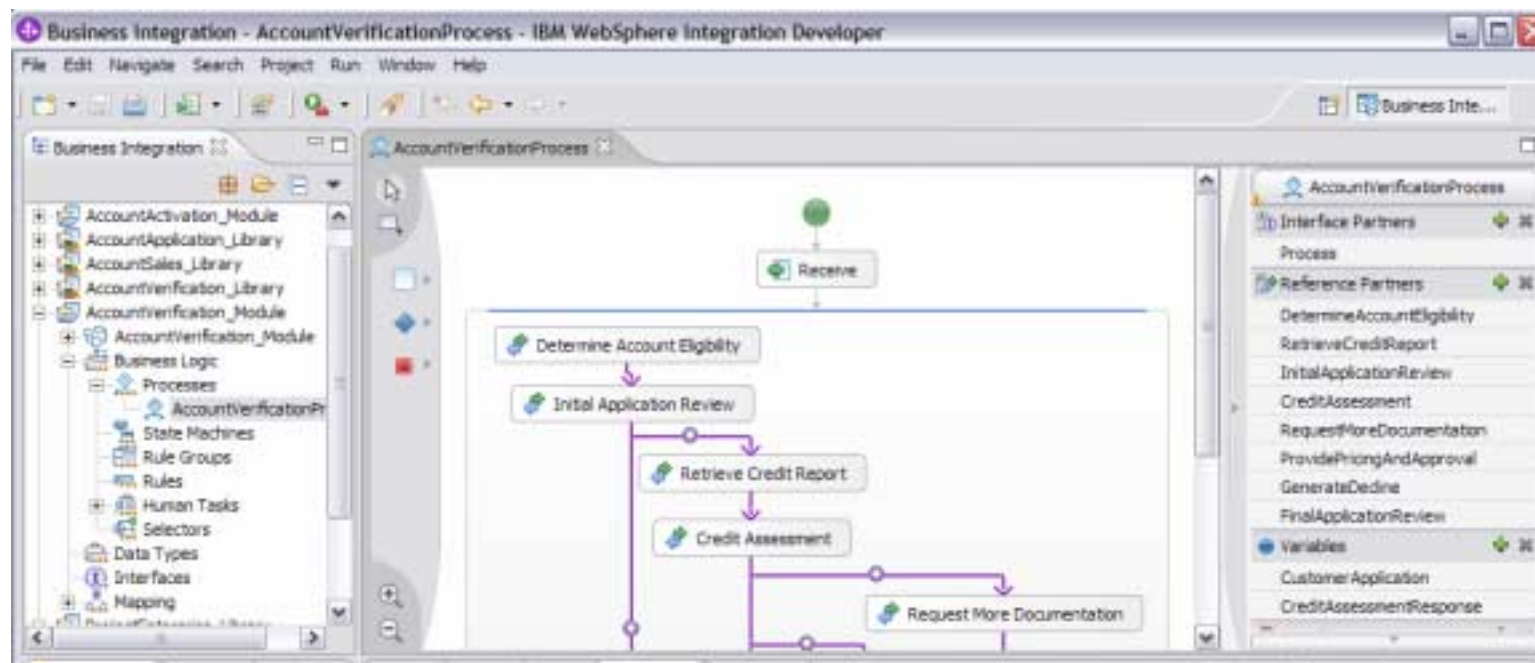 Business Integration - AccountVerificationProcess - IBM WebSphere Integration Developer
File Edit Navigate Search Project Run Window Help
Business Inte...
Business Integration
AccountVerificationProcess
AccountActivation_Module
AccountApplication_Library
AccountSales_Library
AccountVerification_Library
AccountVerification_Module
AccountVerification_Module
Business Logic
Processes
AccountVerificationPr
State Machines
Rule Groups
Rules
Human Tasks
Selectors
Data Types
Interfaces
Mapping
Receive
Determine Account Eligibility
Initial Application Review
Retrieve Credit Report
Credit Assessment
Request More Documentation
AccountVerificationProcess
Interface Partners
Process
Reference Partners
DetermineAccountEligibility
RetrieveCreditReport
InitialApplicationReview
CreditAssessment
RequestMoreDocumentation
ProvidePricingAndApproval
GenerateDecline
FinalApplicationReview
Variables
CustomerApplication
CreditAssessmentResponse